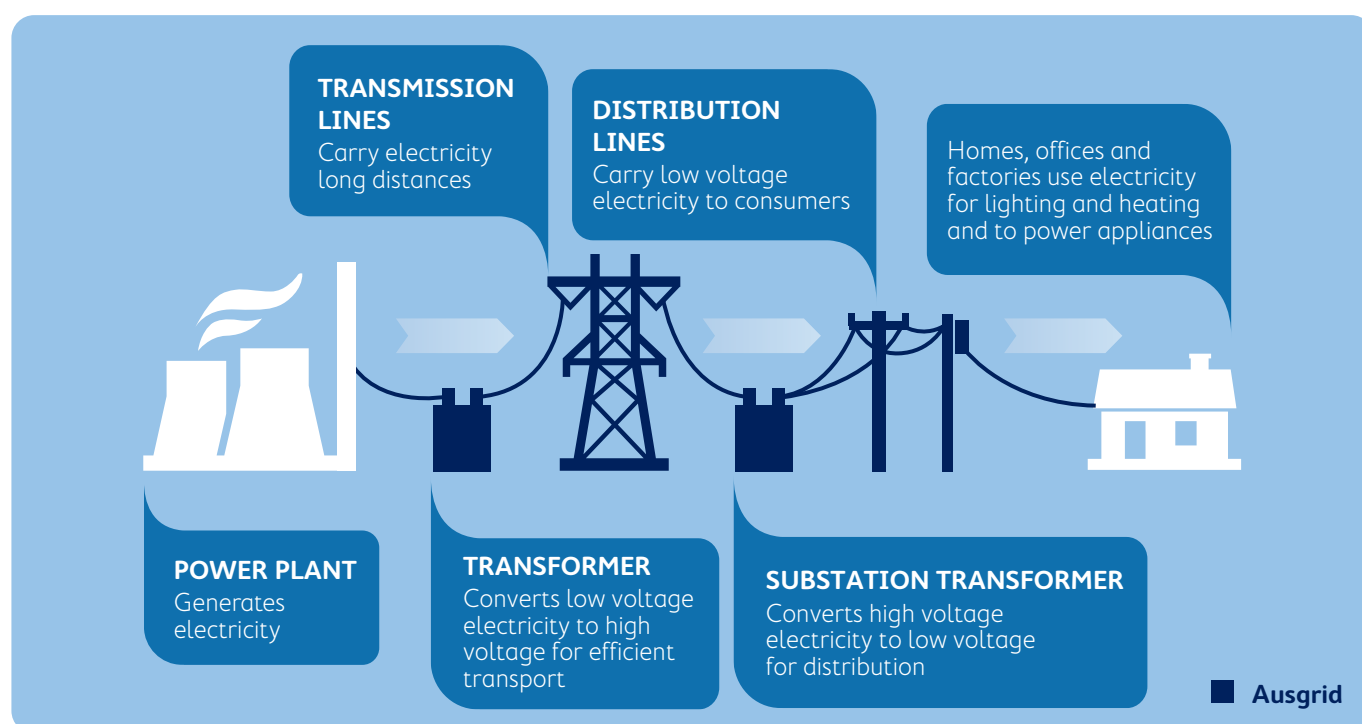 TRANSMISSION
LINES
Carry electricity
long distances
DISTRIBUTION
LINES
Carry low voltage
electricity to consumers
Homes, offices and
factories use electricity
for lighting and heating
and to power appliances
POWER PLANT
Generates
electricity
TRANSFORMER
Converts low voltage
electricity to high
voltage for efficient
transport
SUBSTATION TRANSFORMER
Converts high voltage
electricity to low voltage
for distribution
Ausgrid